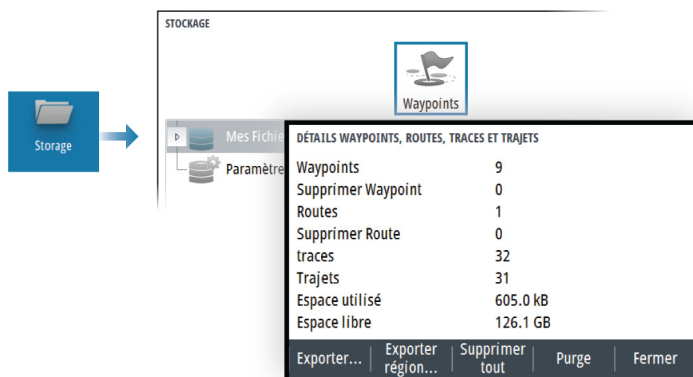 STOCKAGE
Waypoints
Storage
Mes Fichie
Paramètre
DÉTAILS WAYPOINTS, ROUTES, TRACES ET TRAJETS
Waypoints 9
Supprimer Waypoint 0
Routes 1
Supprimer Route 0
traces 32
Trajets 31
Espace utilisé 605.0 kB
Espace libre 126.1 GB
Exporter...
Exporter
région...
Supprimer
tout
Purge
Fermer